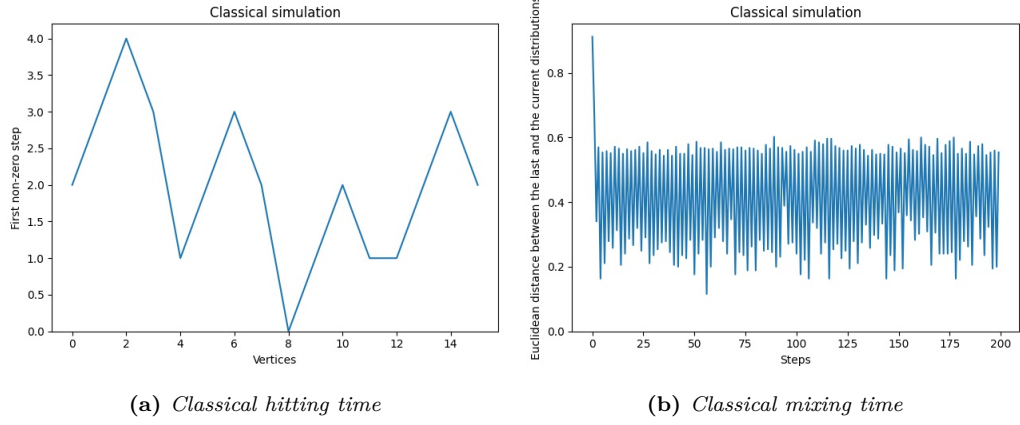 Classical simulation
First non-zero step
4.0
3.5
3.0
2.5
2.0
1.5
1.0
0.5
0.0
0 2 4 6 8 10 12 14
Vertices
(a) Classical hitting time
Classical simulation
Euclidean distance between the last and the current distributions
0.8
0.6
0.4
0.2
0.0
0 25 50 75 100 125 150 175 200
Steps
(b) Classical mixing time